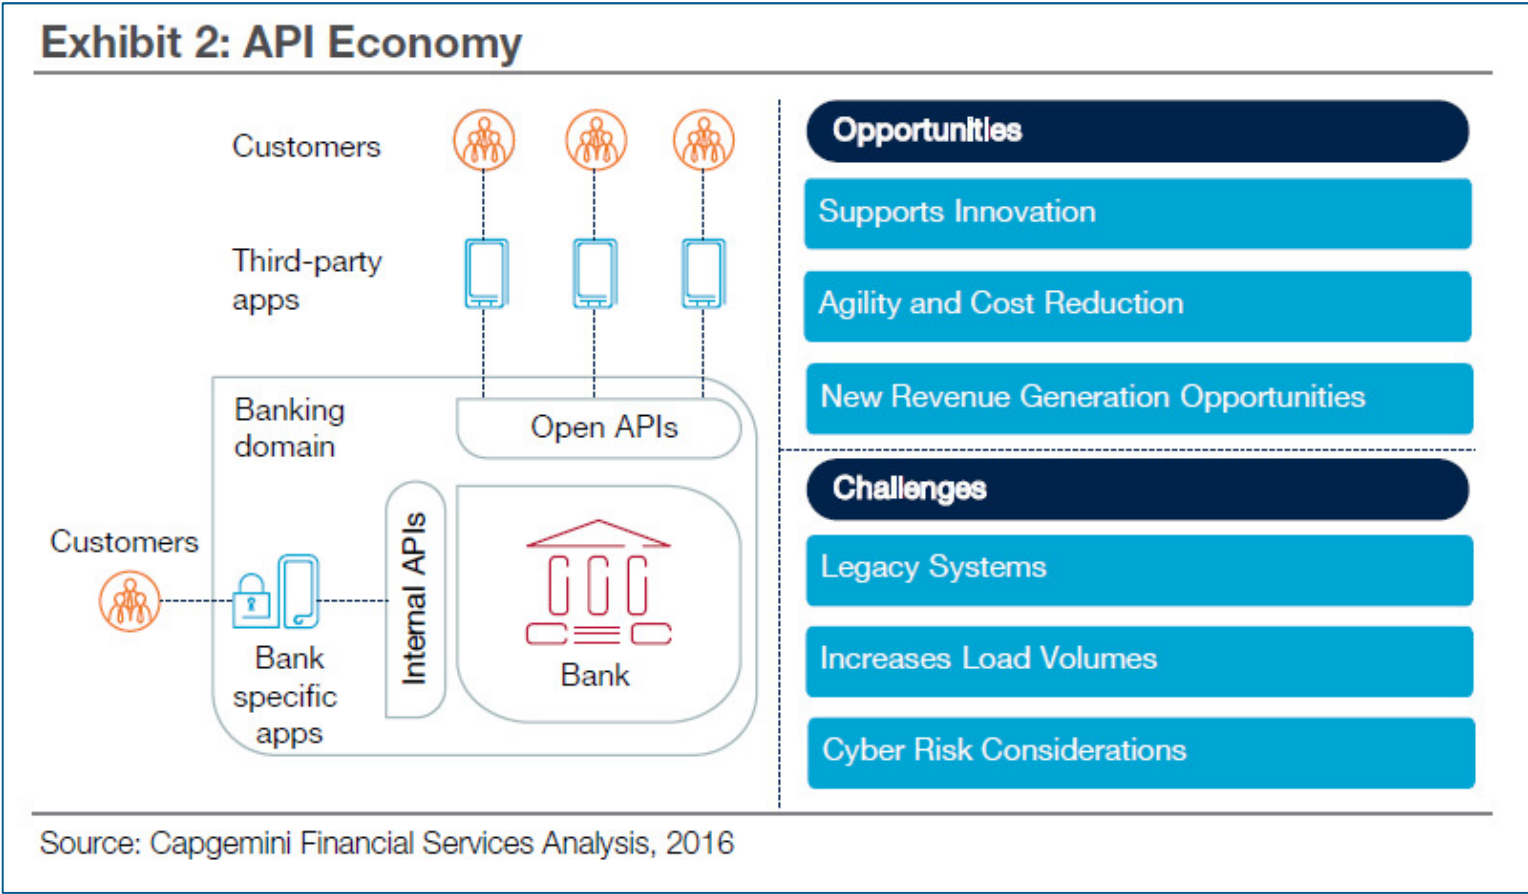 Exhibit 2: API Economy
Customers
Third-party
apps
Banking
domain
Open APIs
Customers
Internal APIs
Bank
specific
apps
Bank
Opportunities
Supports Innovation
Agility and Cost Reduction
New Revenue Generation Opportunities
Challenges
Legacy Systems
Increases Load Volumes
Cyber Risk Considerations
Source: Capgemini Financial Services Analysis, 2016